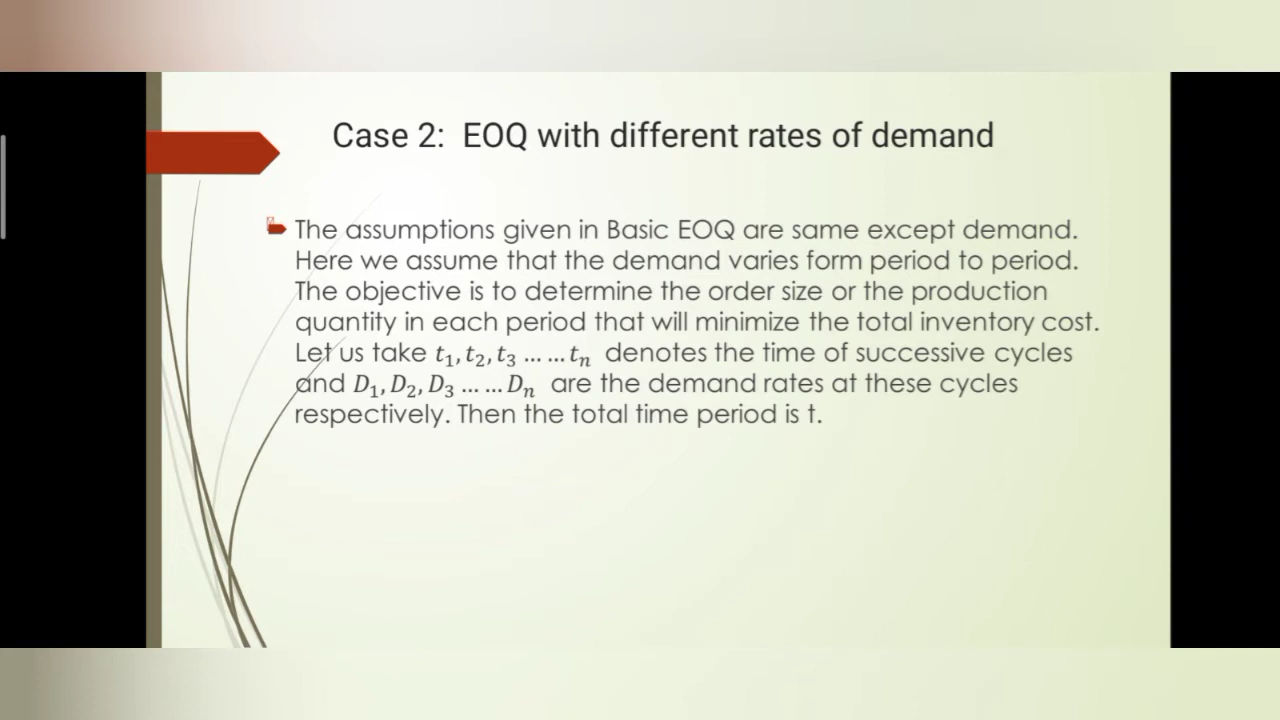 Case 2:  EOQ with different rates of demand
The assumptions given in Basic EOQ are same except demand.
Here we assume that the demand varies form period to period.
The objective is to determine the order size or the production
quantity in each period that will minimize the total inventory cost.
Let us take t₁, t₂, t₃ … … tₙ denotes the time of successive cycles
and D₁, D₂, D₃ … … Dₙ are the demand rates at these cycles
respectively. Then the total time period is t.